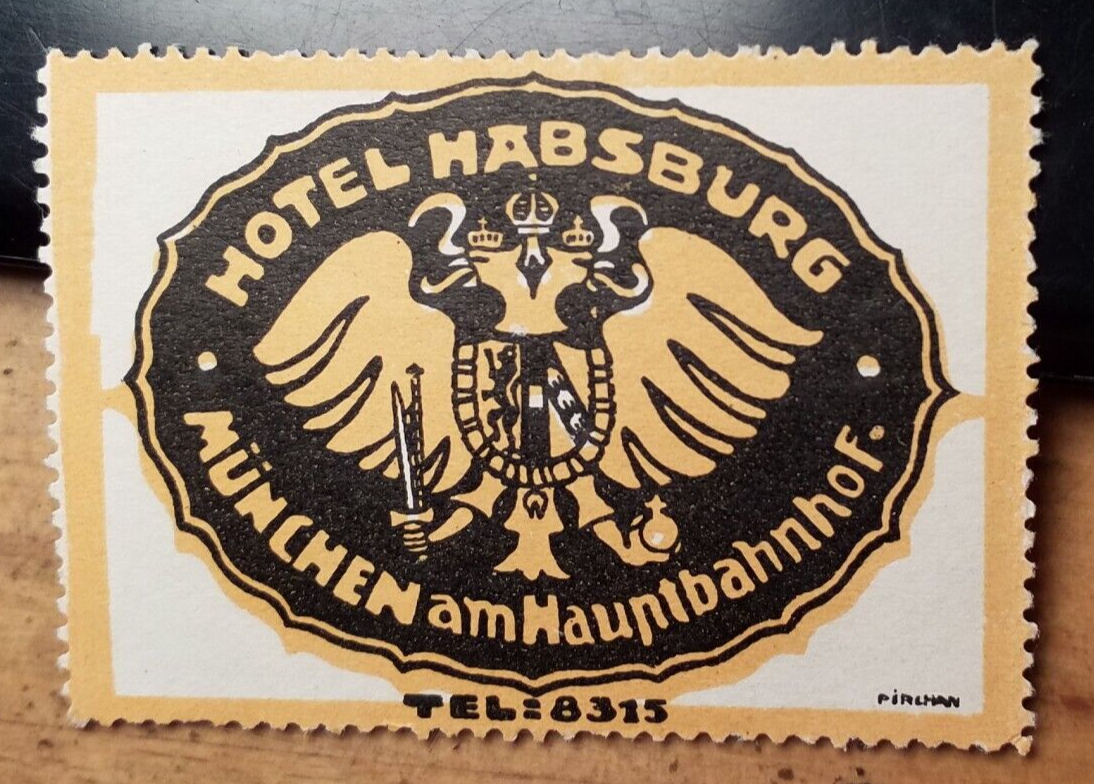 HOTEL HABSBURG
MÜNCHEN am Hauptbahnhof.
TEL: 8315
PIRCHAN